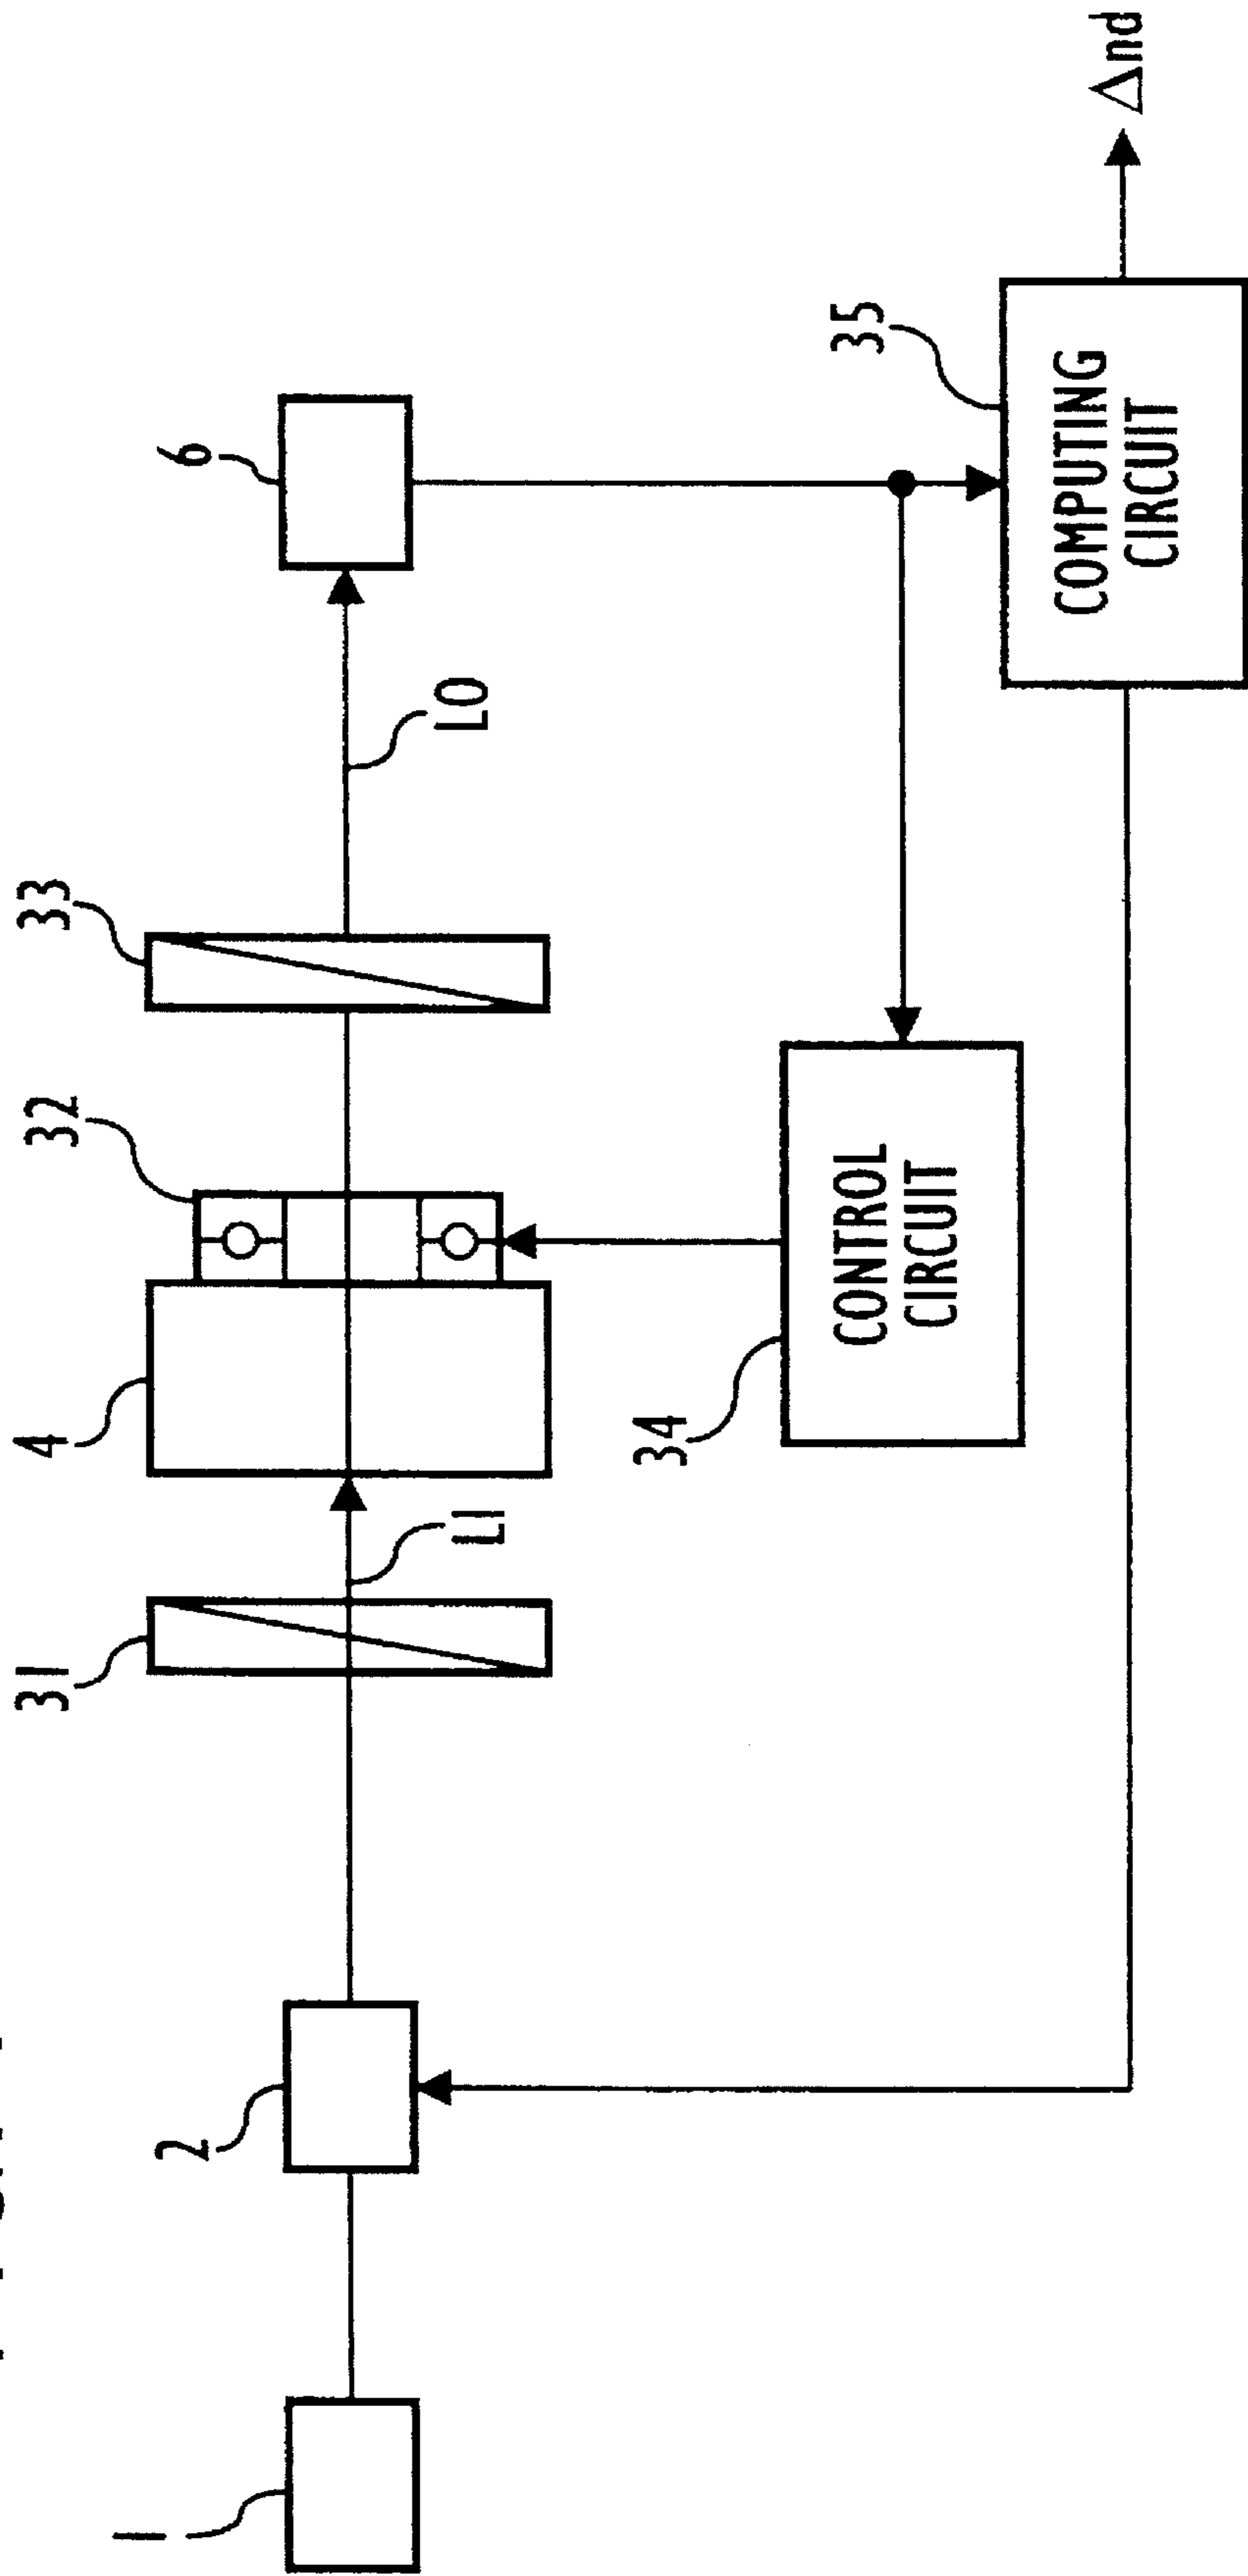 1
2
31
LI
4
32
33
LO
6
34
CONTROL
CIRCUIT
35
COMPUTING
CIRCUIT
Δnd